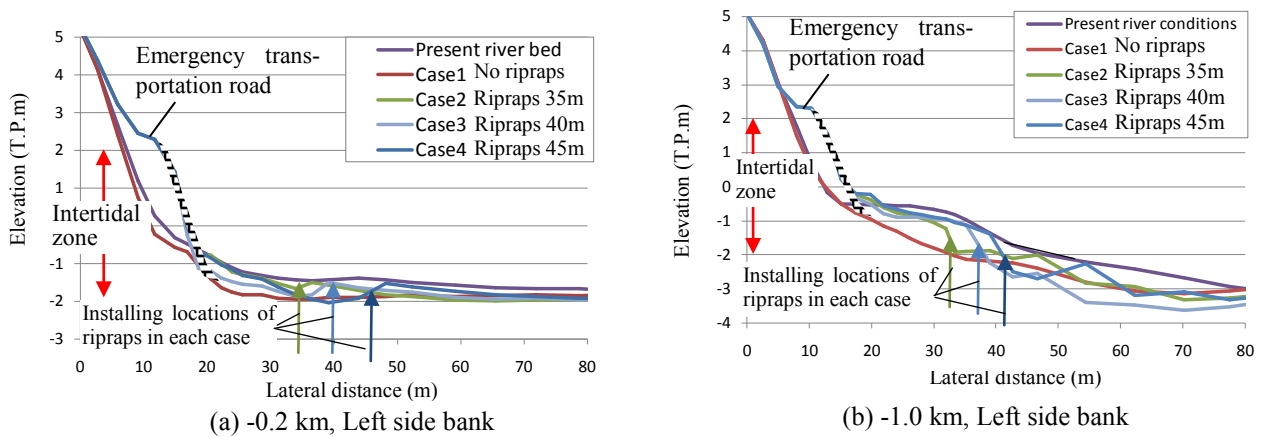 5
4
3
2
1
0
-1
-2
-3
0
10
20
30
40
50
60
70
80
Elevation (T.P.m)
Lateral distance (m)
Emergency trans-
portation road
Present river bed
Case1 No ripraps
Case2 Ripraps 35m
Case3 Ripraps 40m
Case4 Ripraps 45m
Intertidal
zone
Installing locations of
ripraps in each case
(a) -0.2 km, Left side bank
5
4
3
2
1
0
-1
-2
-3
-4
0
10
20
30
40
50
60
70
80
Elevation (T.P.m)
Lateral distance (m)
Emergency trans-
portation road
Present river conditions
Case1 No ripraps
Case2 Ripraps 35m
Case3 Ripraps 40m
Case4 Ripraps 45m
Intertidal
zone
Installing locations of
ripraps in each case
(b) -1.0 km, Left side bank